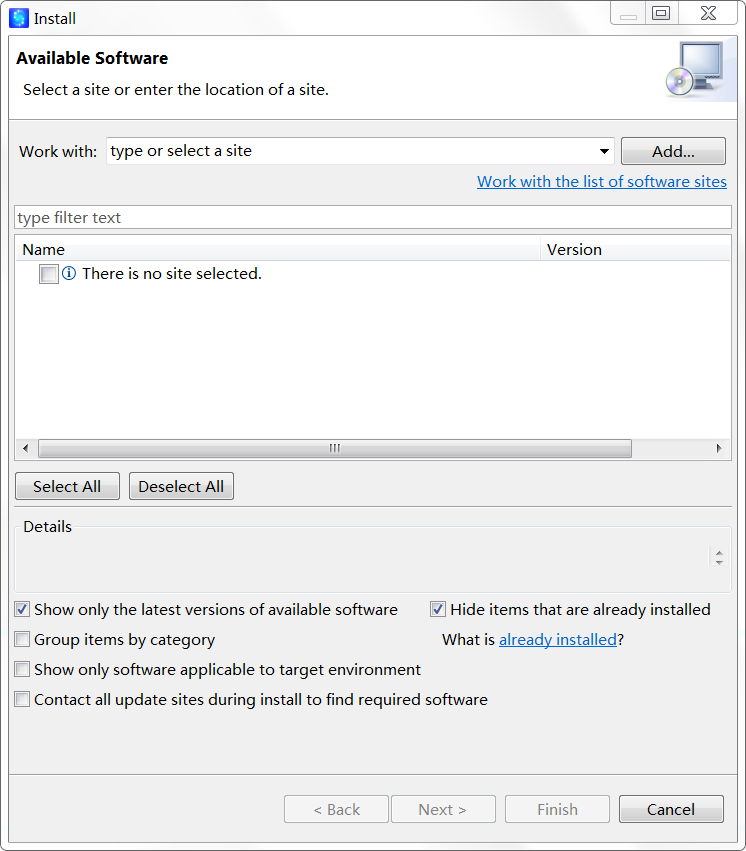 Install
Available Software
Select a site or enter the location of a site.
Work with: type or select a site Add...
Work with the list of software sites
type filter text
Name Version
There is no site selected.
Select All Deselect All
Details
Show only the latest versions of available software Hide items that are already installed
Group items by category What is already installed?
Show only software applicable to target environment
Contact all update sites during install to find required software
< Back Next > Finish Cancel